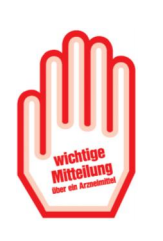 wichtige
Mitteilung
über ein Arzneimittel